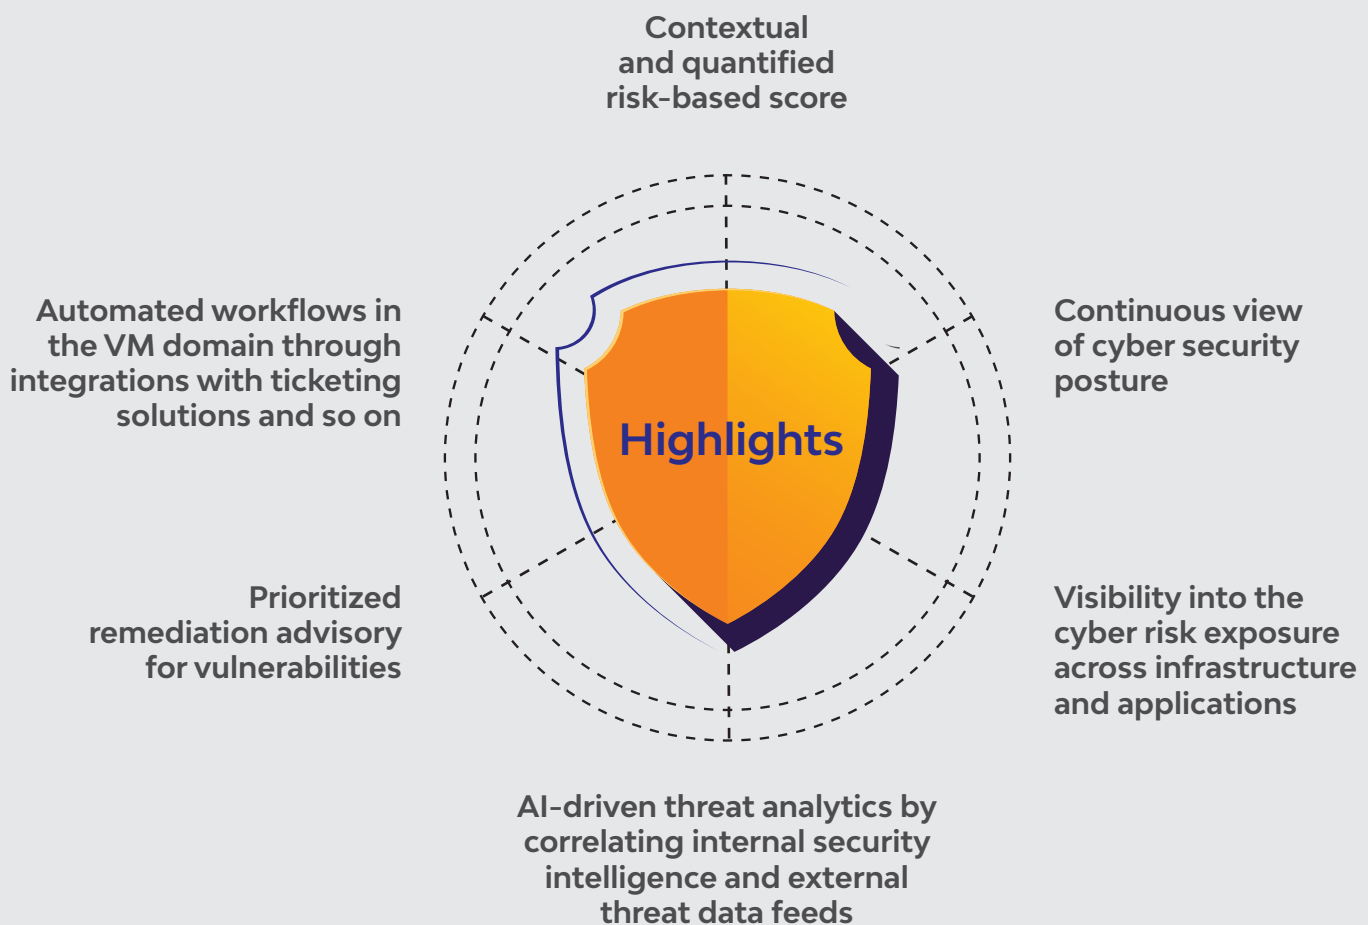 Contextual
and quantified
risk-based score
Automated workflows in
the VM domain through
integrations with ticketing
solutions and so on
Continuous view
of cyber security
posture
Highlights
Prioritized
remediation advisory
for vulnerabilities
Visibility into the
cyber risk exposure
across infrastructure
and applications
AI-driven threat analytics by
correlating internal security
intelligence and external
threat data feeds